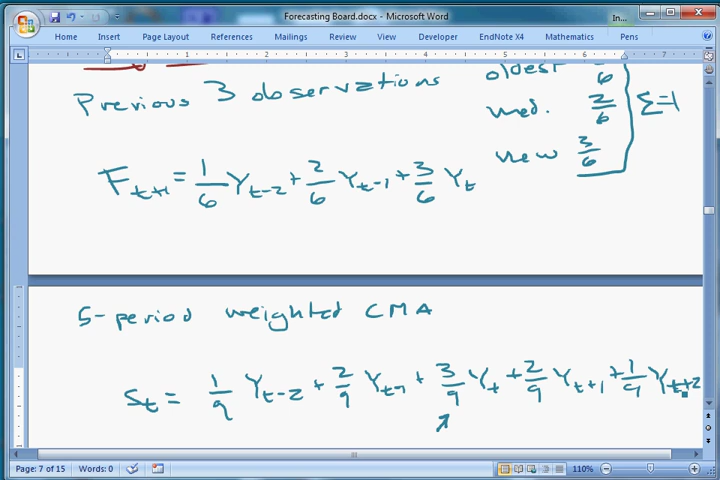 Forecasting Board.docx - Microsoft Word
In...
Home Insert Page Layout References Mailings Review View Developer EndNote X4 Mathematics Format
oldest 6
Previous 3 observations
med. 2/6 Σ=1
new 3/6
F_{t+1} = 1/6 Y_{t-2} + 2/6 Y_{t-1} + 3/6 Y_t
5-period weighted CMA
S_t = 1/9 Y_{t-2} + 2/9 Y_{t-1} + 3/9 Y_t + 2/9 Y_{t+1} + 1/9 Y_{t+2}
Page: 7 of 15 Words: 0 110%